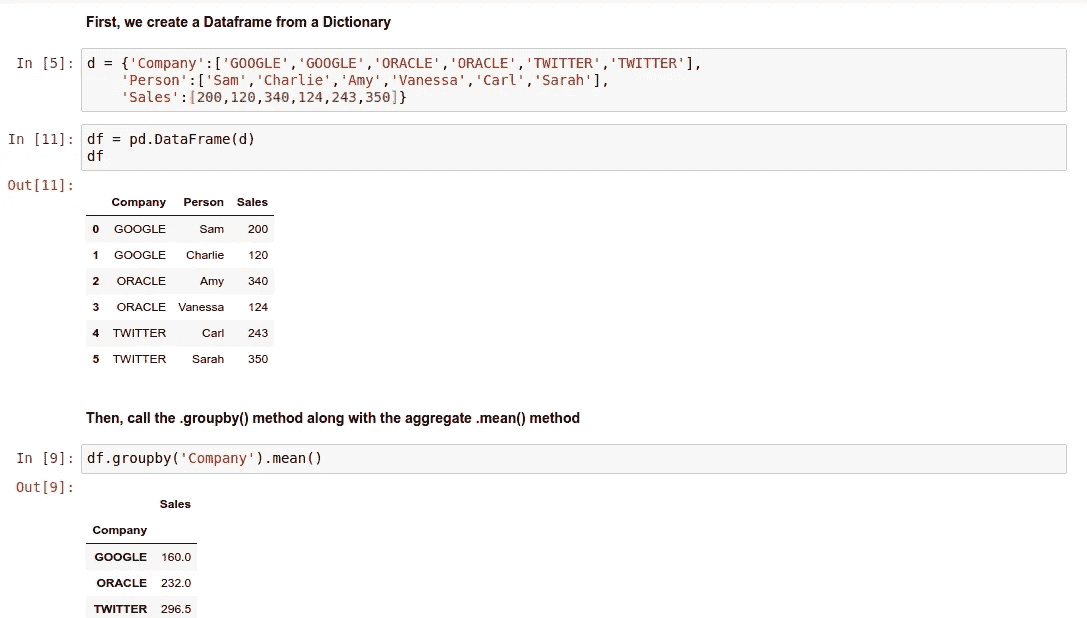 First, we create a Dataframe from a Dictionary
In [5]: d = {'Company':['GOOGLE','GOOGLE','ORACLE','ORACLE','TWITTER','TWITTER'],
'Person':['Sam','Charlie','Amy','Vanessa','Carl','Sarah'],
'Sales':[200,120,340,124,243,350]}
In [11]: df = pd.DataFrame(d)
df
Out[11]:
Company Person Sales
0 GOOGLE Sam 200
1 GOOGLE Charlie 120
2 ORACLE Amy 340
3 ORACLE Vanessa 124
4 TWITTER Carl 243
5 TWITTER Sarah 350
Then, call the .groupby() method along with the aggregate .mean() method
In [9]: df.groupby('Company').mean()
Out[9]:
Sales
Company
GOOGLE 160.0
ORACLE 232.0
TWITTER 296.5